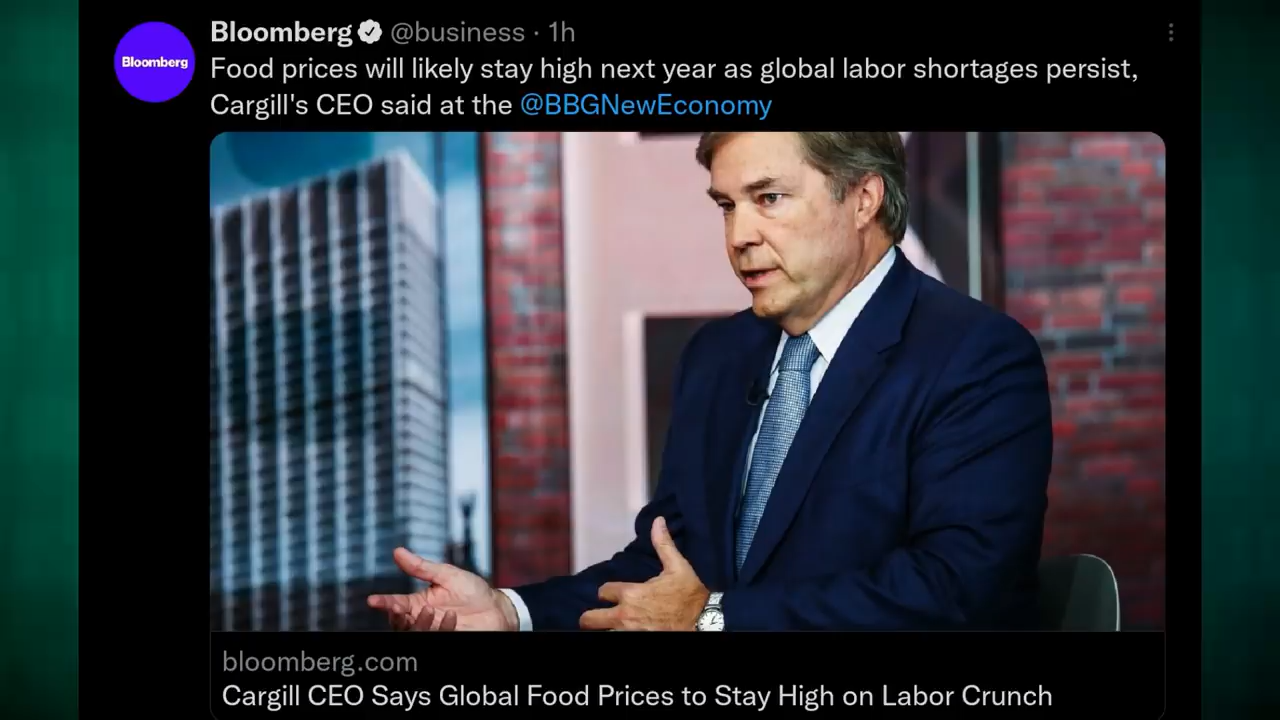 Bloomberg
Bloomberg @business · 1h
Food prices will likely stay high next year as global labor shortages persist,
Cargill's CEO said at the @BBGNewEconomy
bloomberg.com
Cargill CEO Says Global Food Prices to Stay High on Labor Crunch